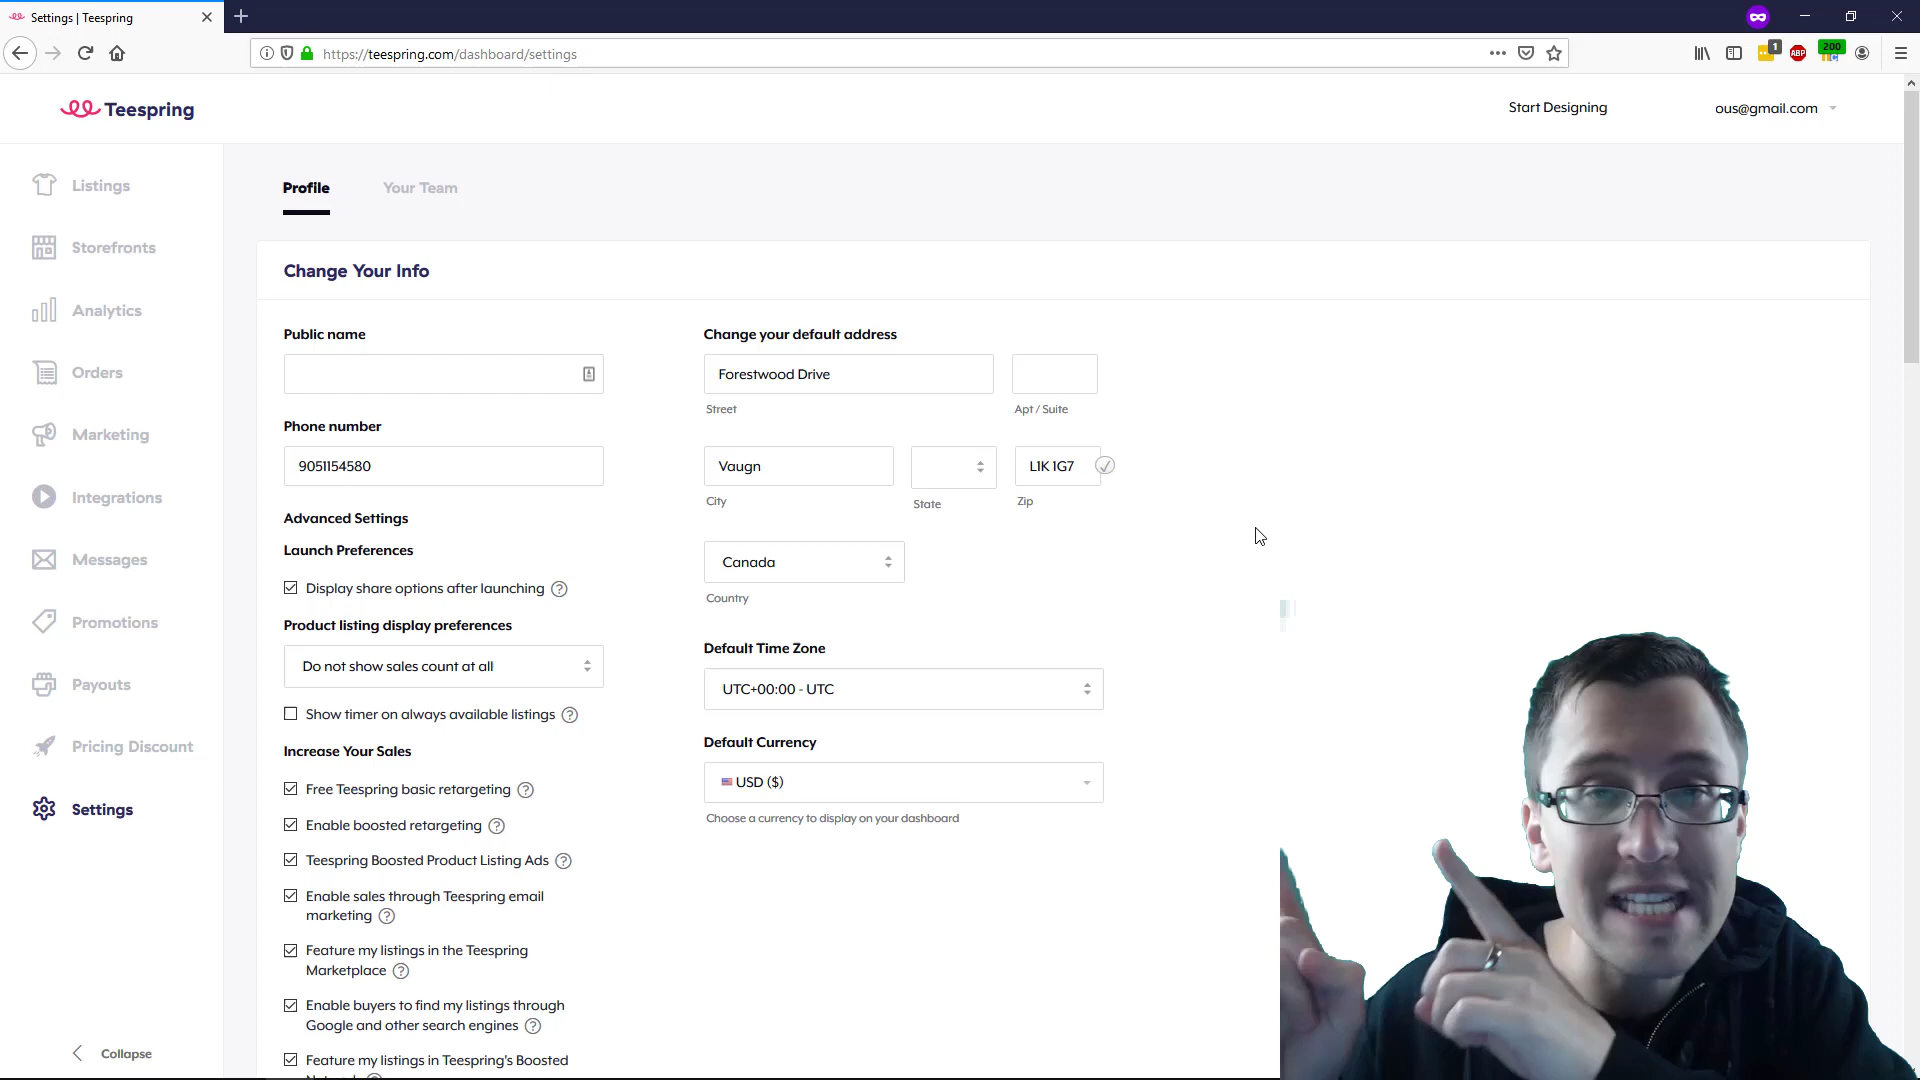 Settings | Teespring
https://teespring.com/dashboard/settings
1
ABP
200
Teespring
Start Designing
ous@gmail.com
Listings
Storefronts
Analytics
Orders
Marketing
Integrations
Messages
Promotions
Payouts
Pricing Discount
Settings
Collapse
Profile
Your Team
Change Your Info
Public name
Phone number
9051154580
Advanced Settings
Launch Preferences
Display share options after launching ?
Product listing display preferences
Do not show sales count at all
Show timer on always available listings ?
Increase Your Sales
Free Teespring basic retargeting ?
Enable boosted retargeting ?
Teespring Boosted Product Listing Ads ?
Enable sales through Teespring email
marketing ?
Feature my listings in the Teespring
Marketplace ?
Enable buyers to find my listings through
Google and other search engines ?
Feature my listings in Teespring's Boosted
Change your default address
Forestwood Drive
Street
Apt / Suite
Vaugn
L1K 1G7
City
State
Zip
Canada
Country
Default Time Zone
UTC+00:00 - UTC
Default Currency
USD ($)
Choose a currency to display on your dashboard